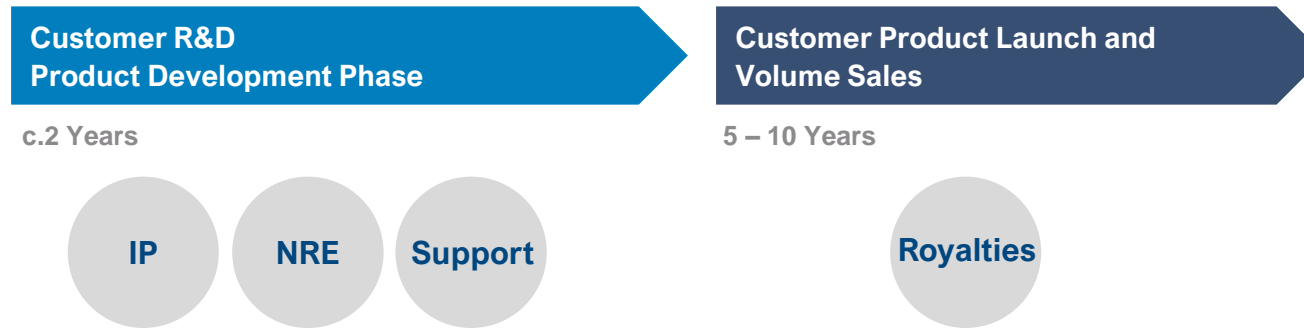 Customer R&D
Product Development Phase
c.2 Years
IP
NRE
Support
Customer Product Launch and
Volume Sales
5 – 10 Years
Royalties